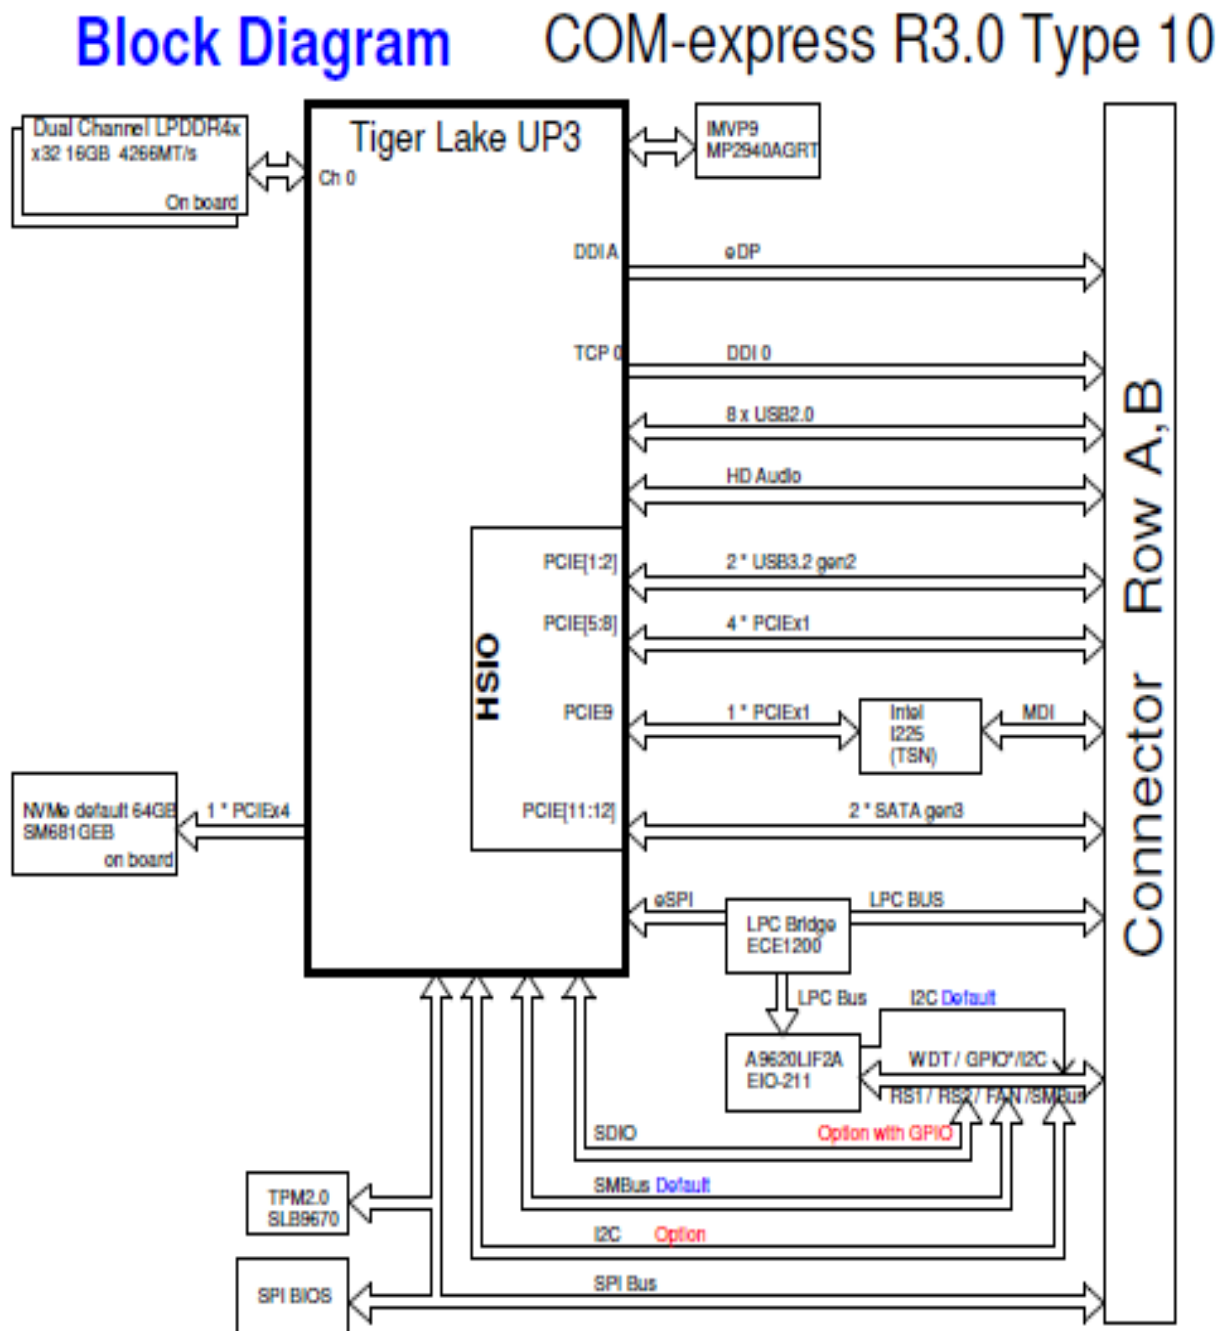 Block Diagram COM-express R3.0 Type 10
Dual Channel LPDDR4x
x32 16GB 4266MT/s
On board
Tiger Lake UP3
Ch 0
IMVP9
MP2940AGRT
DDI A
eDP
TCP 0
DDI 0
8 x USB2.0
HD Audio
HSIO
PCIE[1:2]
2 * USB3.2 gen2
PCIE[5:8]
4 * PCIEx1
PCIE9
1 * PCIEx1
Intel
I225
(TSN)
MDI
NVMe default 64GB
SM681GEB
on board
1 * PCIEx4
PCIE[11:12]
2 * SATA gen3
eSPI
LPC Bridge
ECE1200
LPC BUS
LPC Bus
I2C Default
A9620LIF2A
EIO-211
WDT / GPIO*/I2C
RS1 / RS2 / FAN /SMBus
SDIO
Option with GPIO
TPM2.0
SLB9670
SMBus Default
I2C Option
SPI BIOS
SPI Bus
Connector Row A,B